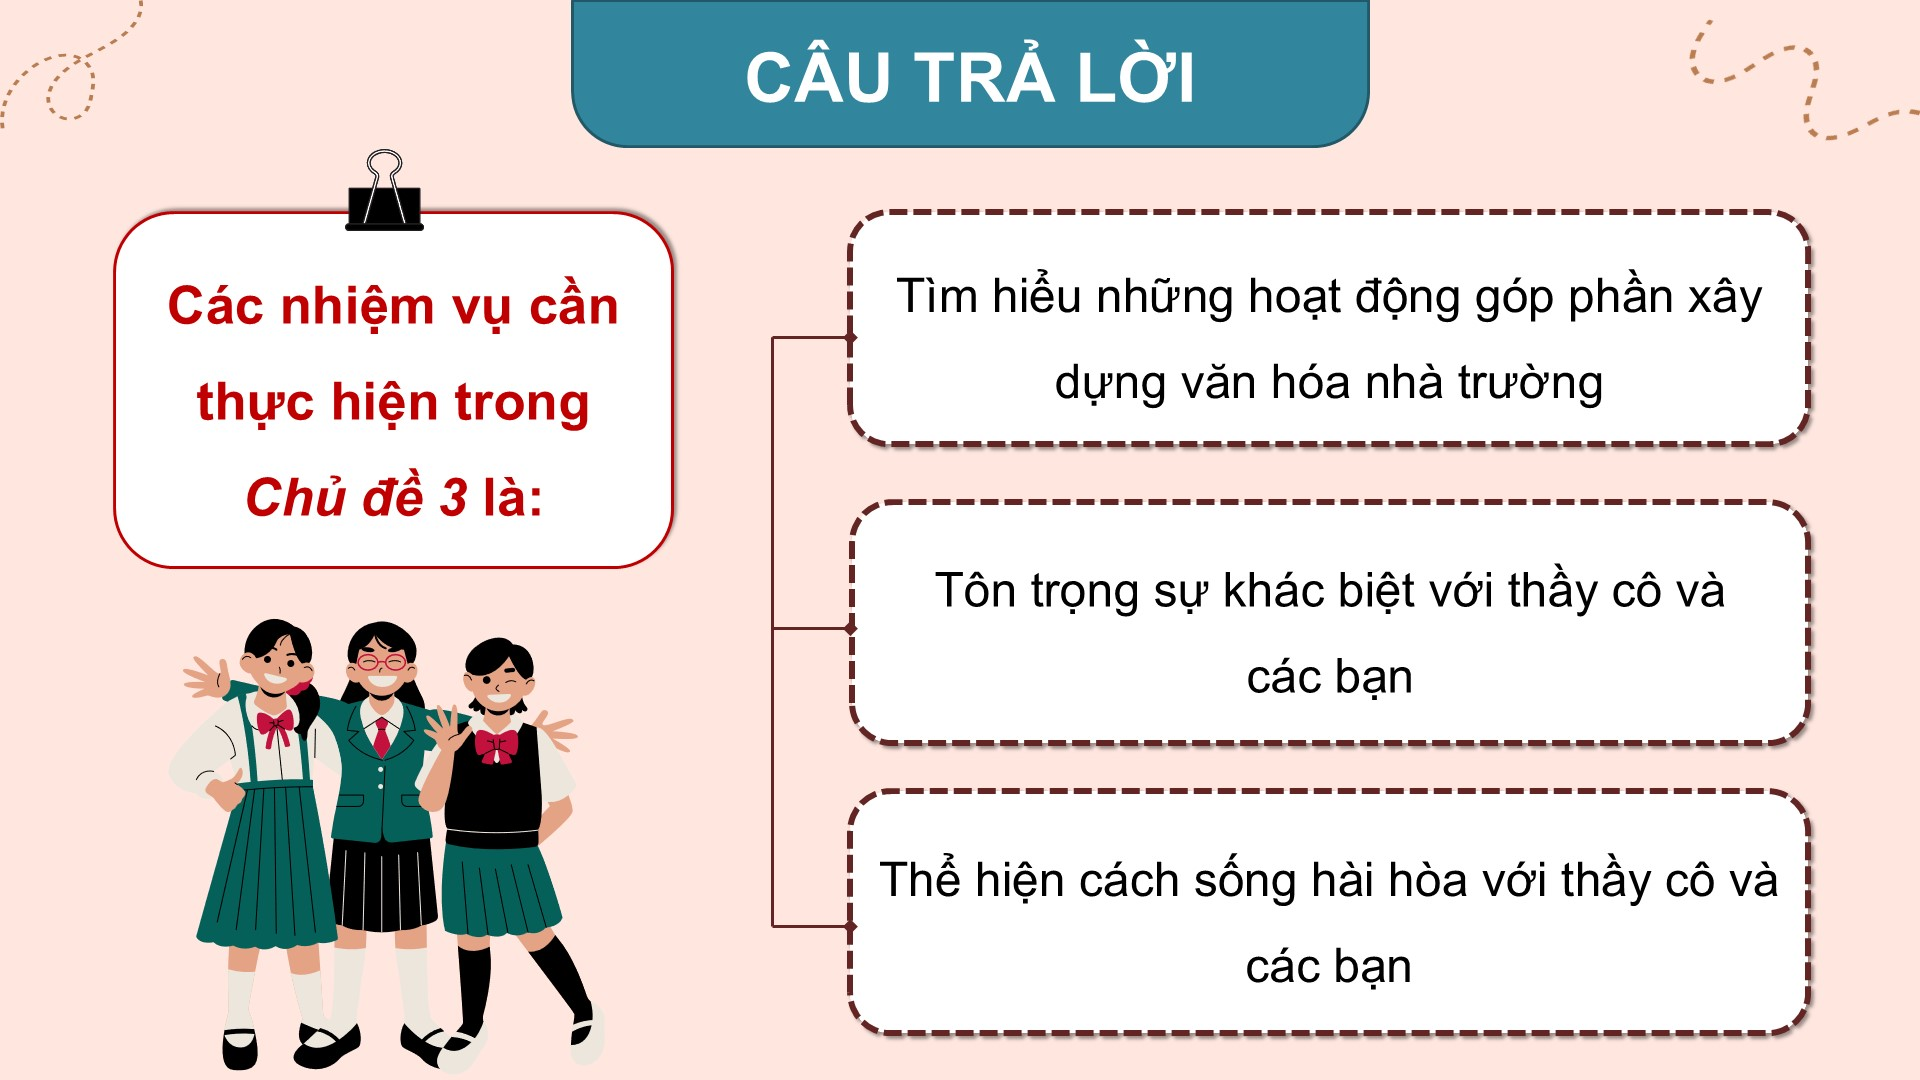 CÂU TRẢ LỜI
Các nhiệm vụ cần
thực hiện trong
Chủ đề 3 là:
Tìm hiểu những hoạt động góp phần xây
dựng văn hóa nhà trường
Tôn trọng sự khác biệt với thầy cô và
các bạn
Thể hiện cách sống hài hòa với thầy cô và
các bạn